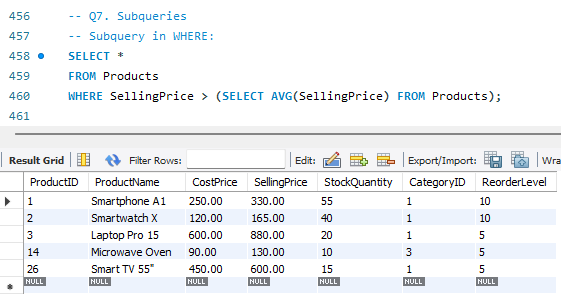 456 -- Q7. Subqueries
457 -- Subquery in WHERE:
458 SELECT *
459 FROM Products
460 WHERE SellingPrice > (SELECT AVG(SellingPrice) FROM Products);
461
Result Grid Filter Rows: Edit: Export/Import: Wra
ProductID ProductName CostPrice SellingPrice StockQuantity CategoryID ReorderLevel
1 Smartphone A1 250.00 330.00 55 1 10
2 Smartwatch X 120.00 165.00 40 1 10
3 Laptop Pro 15 600.00 880.00 20 1 5
14 Microwave Oven 90.00 130.00 10 3 5
26 Smart TV 55" 450.00 600.00 15 1 5
NULL NULL NULL NULL NULL NULL NULL